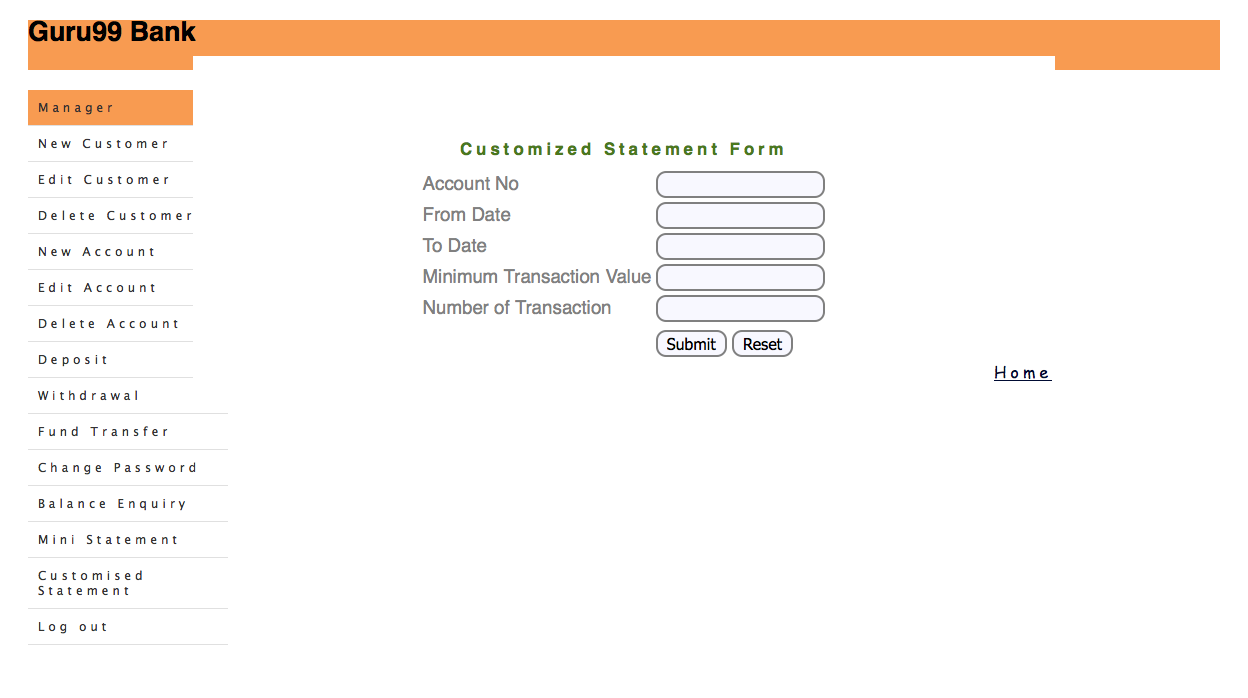 Guru99 Bank
Manager
New Customer
Edit Customer
Delete Customer
New Account
Edit Account
Delete Account
Deposit
Withdrawal
Fund Transfer
Change Password
Balance Enquiry
Mini Statement
Customised
Statement
Log out
Customized Statement Form
Account No
From Date
To Date
Minimum Transaction Value
Number of Transaction
Submit Reset
Home